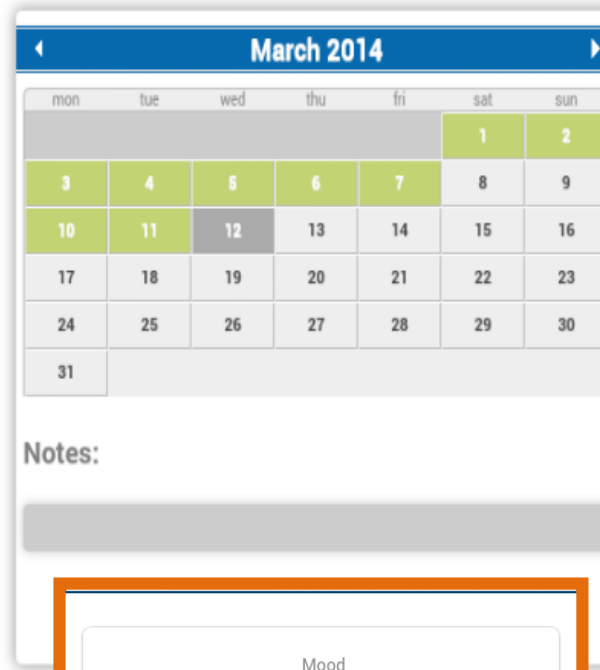 March 2014
mon tue wed thu fri sat sun
1 2
3 4 5 6 7 8 9
10 11 12 13 14 15 16
17 18 19 20 21 22 23
24 25 26 27 28 29 30
31
Notes:
Mood